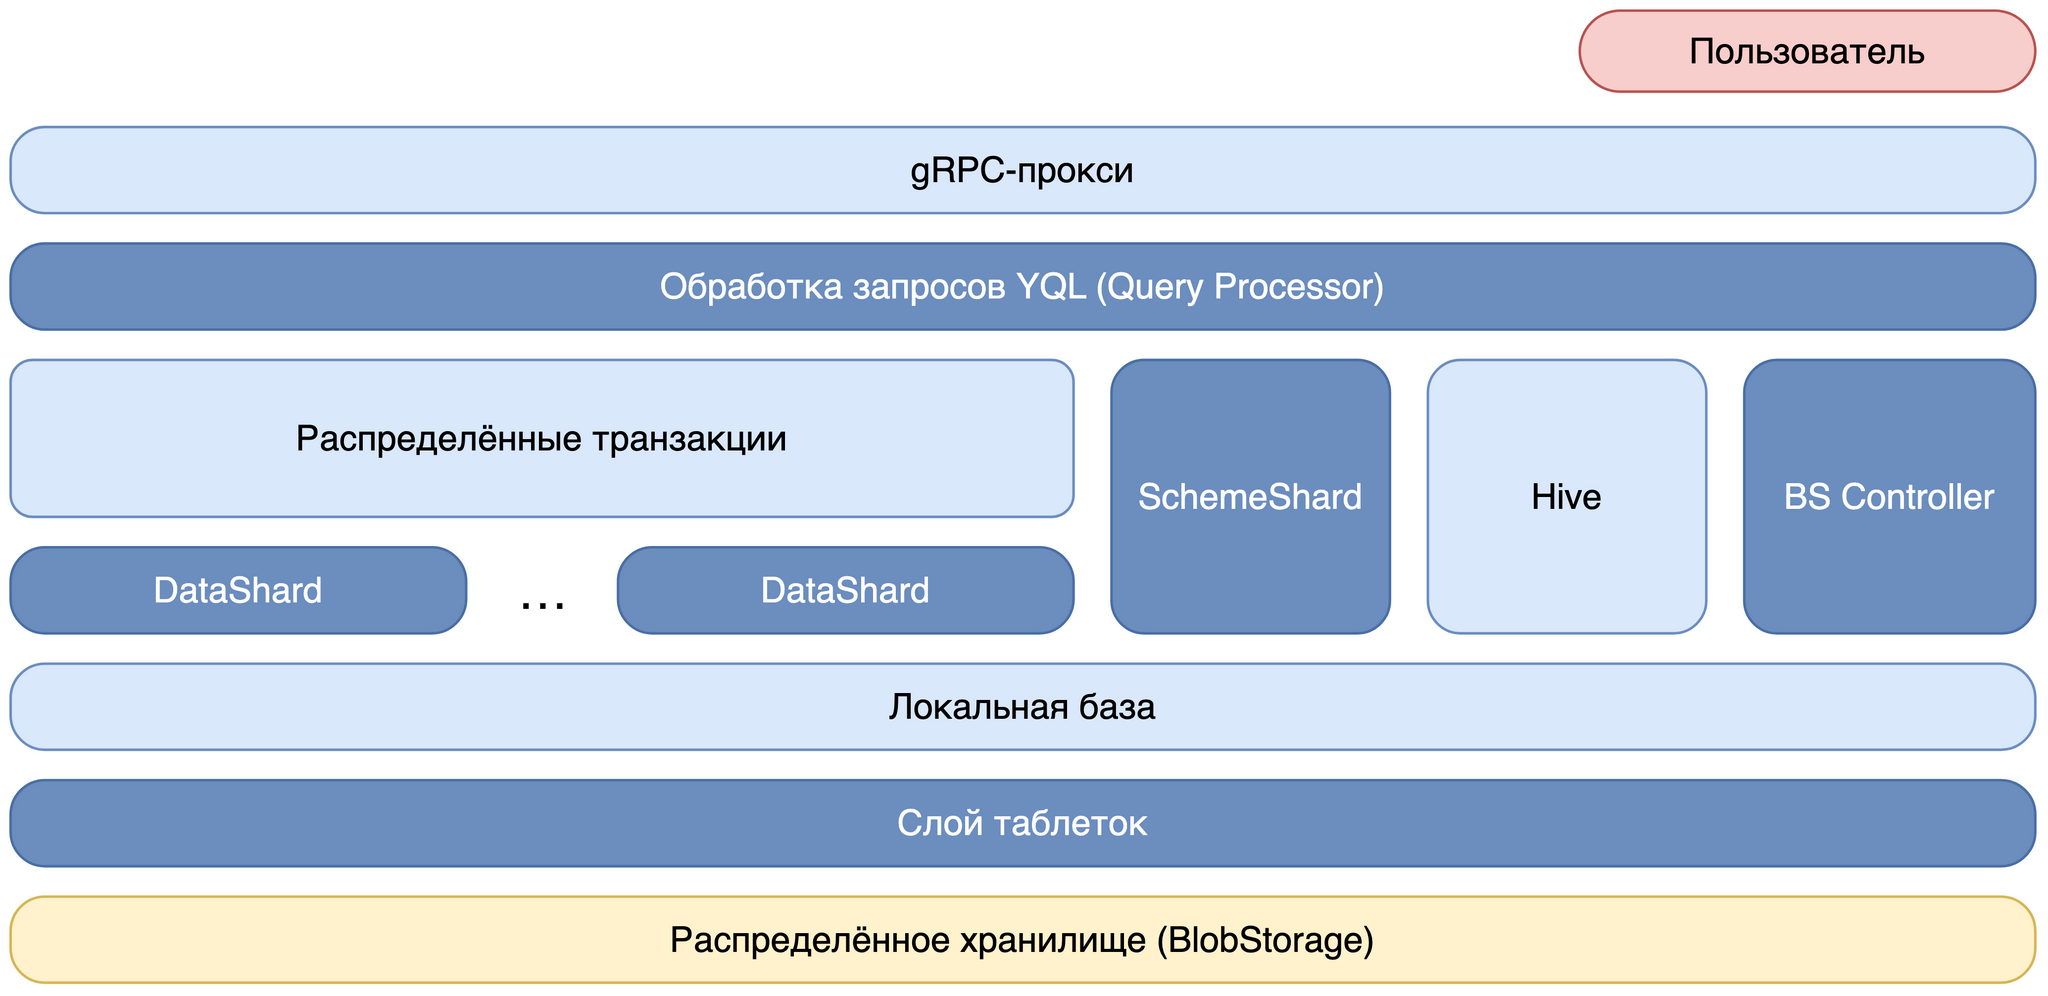 Пользователь
gRPC-прокси
Обработка запросов YQL (Query Processor)
Распределённые транзакции
SchemeShard
Hive
BS Controller
DataShard
...
DataShard
Локальная база
Слой таблеток
Распределённое хранилище (BlobStorage)